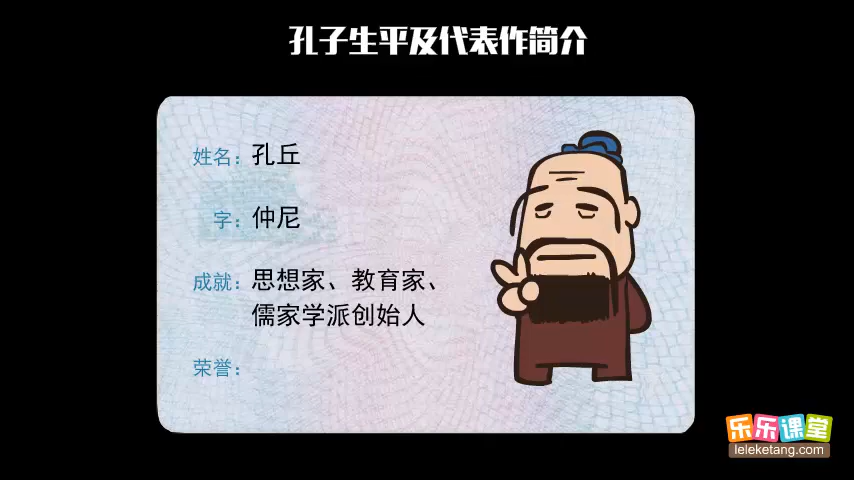 孔子生平及代表作简介
姓名：孔丘
字：仲尼
成就：思想家、教育家、
儒家学派创始人
荣誉：
乐乐课堂
leleketang.com